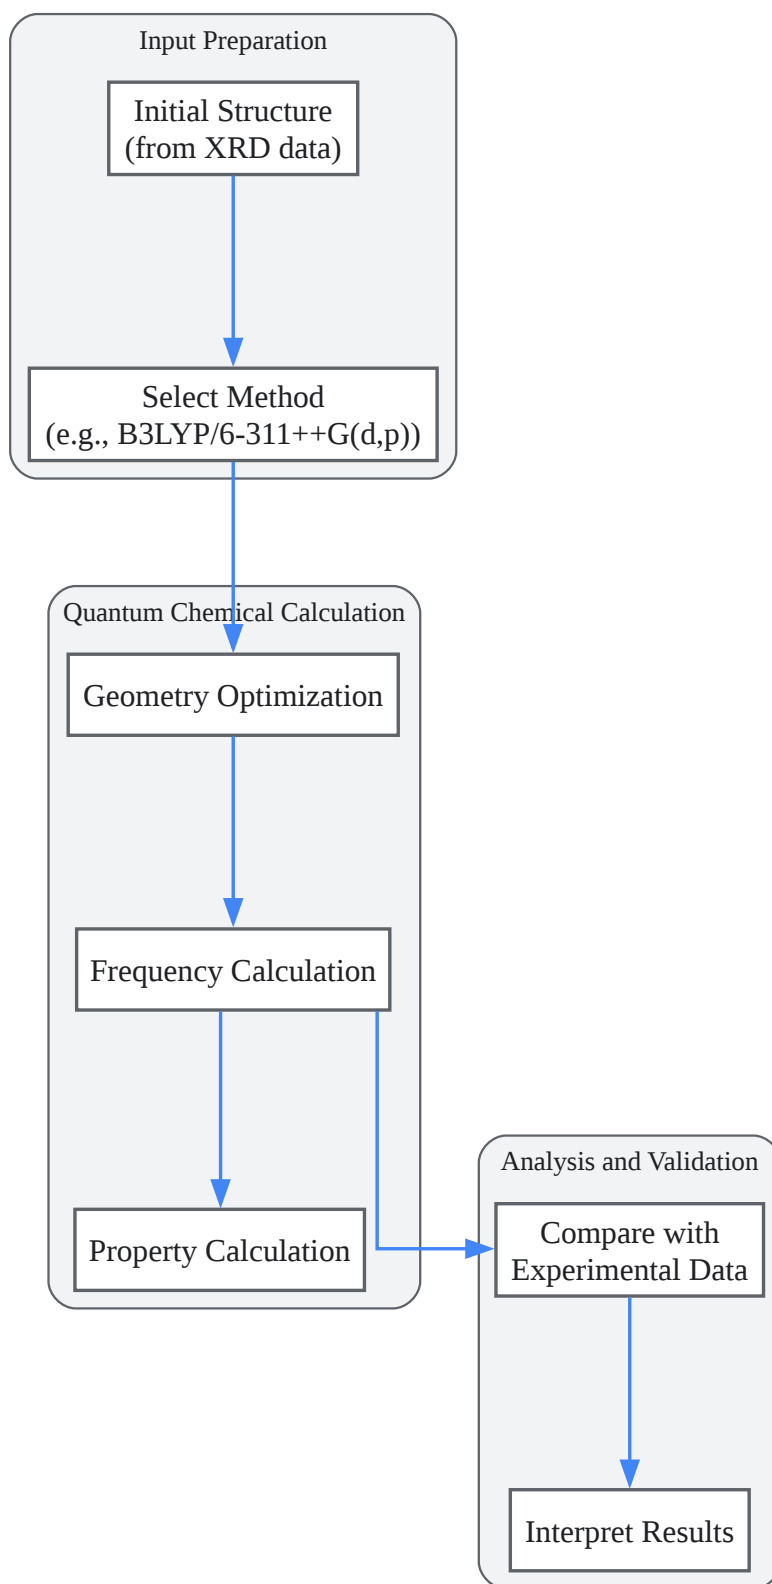 Input Preparation
Initial Structure
(from XRD data)
Select Method
(e.g., B3LYP/6-311++G(d,p))
Quantum Chemical Calculation
Geometry Optimization
Frequency Calculation
Property Calculation
Analysis and Validation
Compare with
Experimental Data
Interpret Results